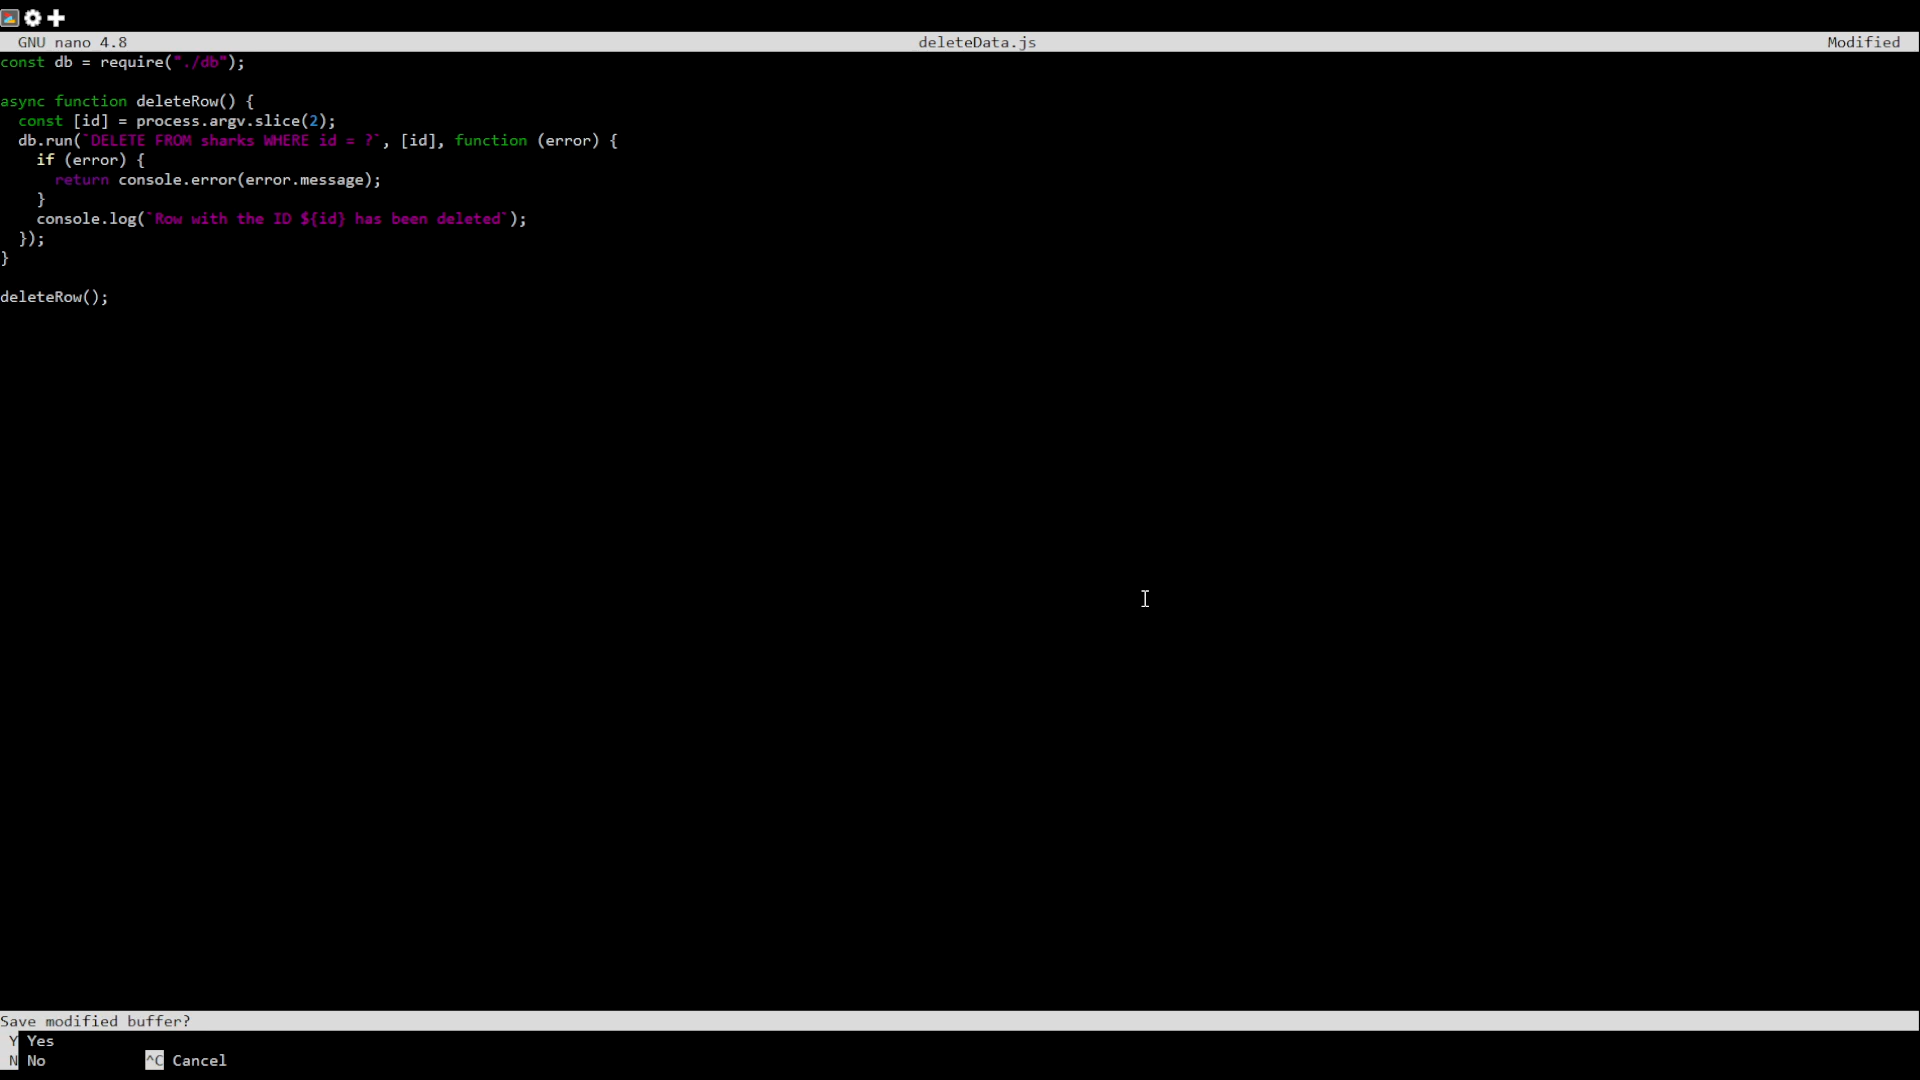 GNU nano 4.8 deleteData.js Modified
const db = require("./db");
async function deleteRow() {
const [id] = process.argv.slice(2);
db.run(`DELETE FROM sharks WHERE id = ?`, [id], function (error) {
if (error) {
return console.error(error.message);
}
console.log(`Row with the ID ${id} has been deleted`);
});
}
deleteRow();
Save modified buffer?
Y Yes
N No ^C Cancel